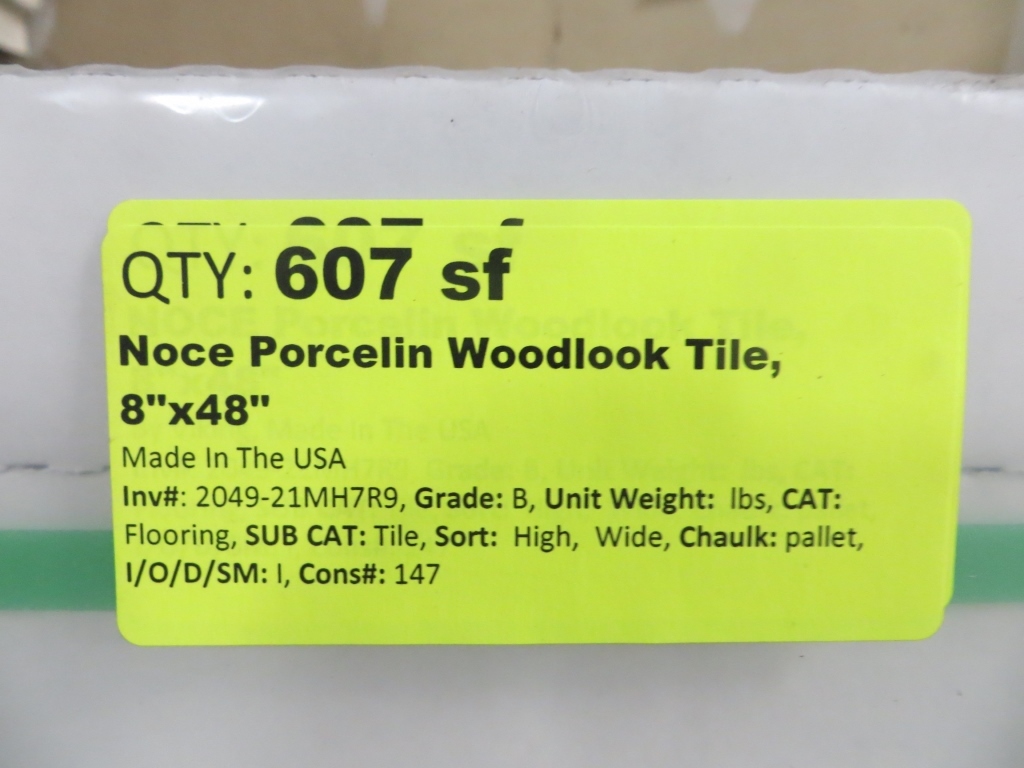 QTY: 607 sf
Noce Porcelin Woodlook Tile,
8"x48"
Made In The USA
Inv#: 2049-21MH7R9, Grade: B, Unit Weight:  lbs, CAT:
Flooring, SUB CAT: Tile, Sort:  High,  Wide, Chaulk: pallet,
I/O/D/SM: I, Cons#: 147